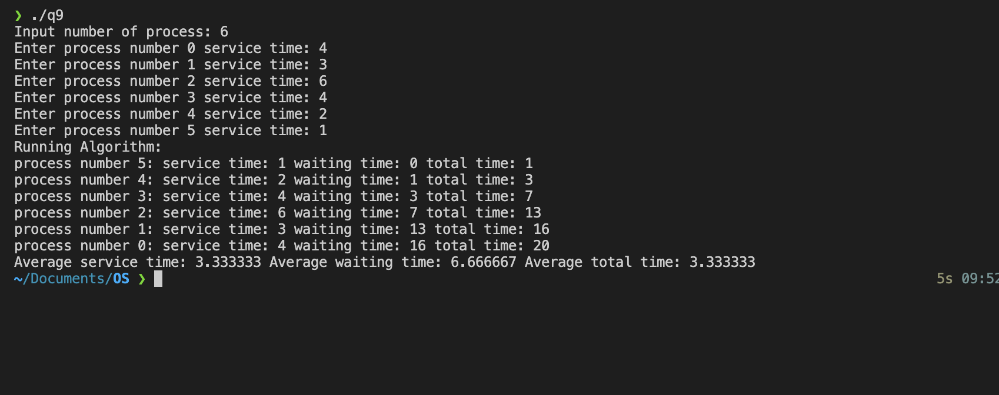 ❯ ./q9
Input number of process: 6
Enter process number 0 service time: 4
Enter process number 1 service time: 3
Enter process number 2 service time: 6
Enter process number 3 service time: 4
Enter process number 4 service time: 2
Enter process number 5 service time: 1
Running Algorithm:
process number 5: service time: 1 waiting time: 0 total time: 1
process number 4: service time: 2 waiting time: 1 total time: 3
process number 3: service time: 4 waiting time: 3 total time: 7
process number 2: service time: 6 waiting time: 7 total time: 13
process number 1: service time: 3 waiting time: 13 total time: 16
process number 0: service time: 4 waiting time: 16 total time: 20
Average service time: 3.333333 Average waiting time: 6.666667 Average total time: 3.333333
~/Documents/OS ❯ 5s 09:52